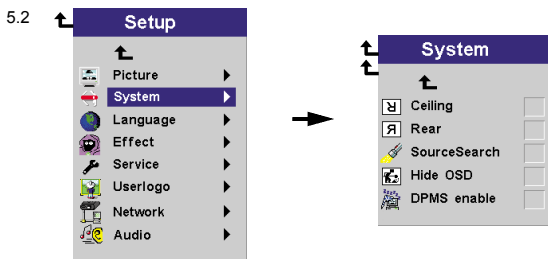 5.2
Setup
Picture
System
Language
Effect
Service
Userlogo
Network
Audio
System
Ceiling
Rear
SourceSearch
Hide OSD
DPMS enable